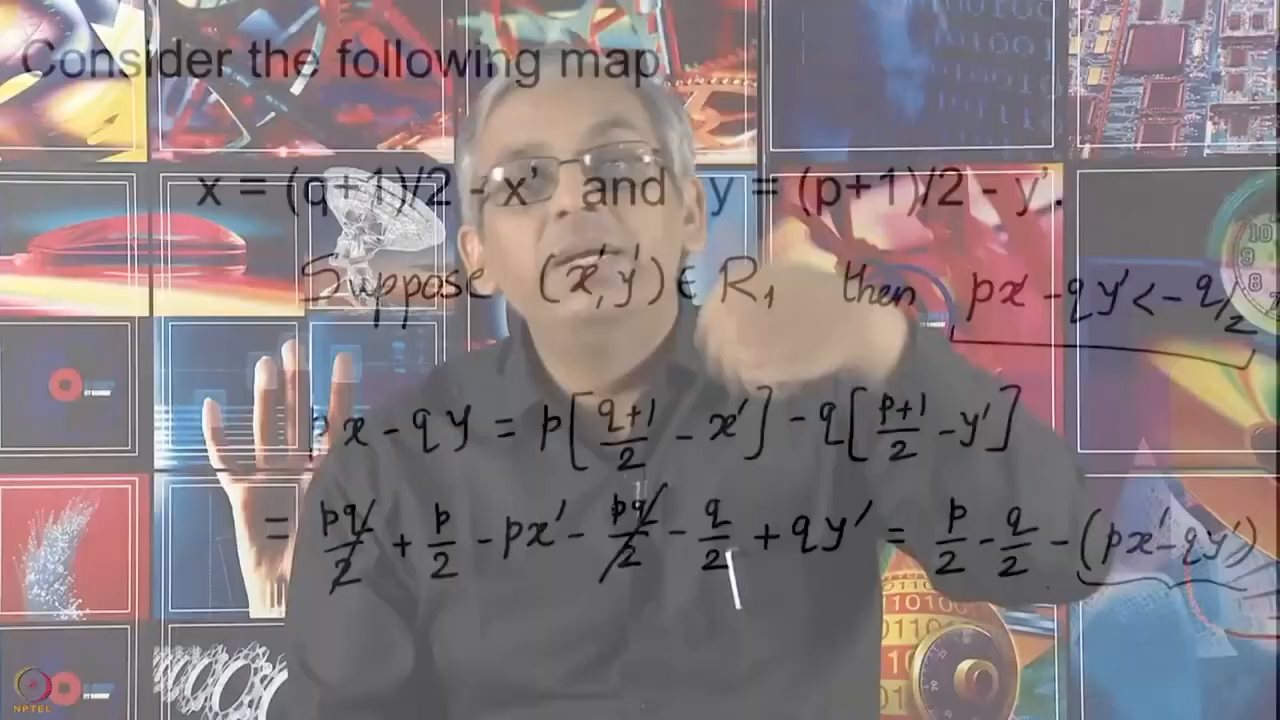 Consider the following map
x = (q+1)/2 - x' and y = (p+1)/2 - y'.
Suppose (x',y') ∈ R₁ then px' - qy' < -q/2
px - qy = p[(q+1)/2 - x'] - q[(p+1)/2 - y']
= pq/2 + p/2 - px' - pq/2 - q/2 + qy' = p/2 - q/2 - (px' - qy')
NPTEL